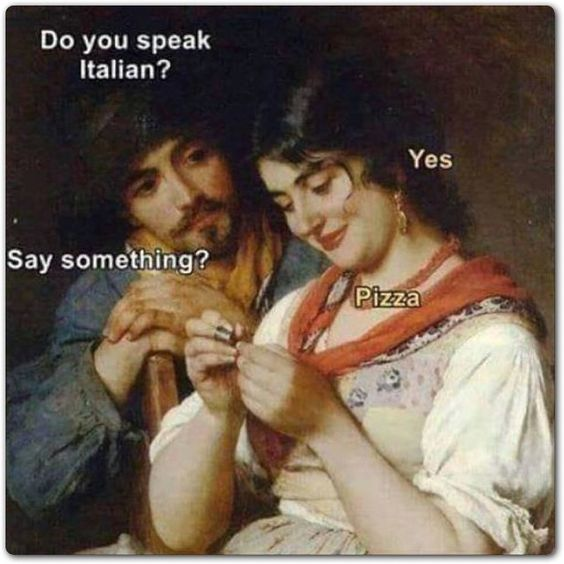 Do you speak
Italian?
Yes
Say something?
Pizza